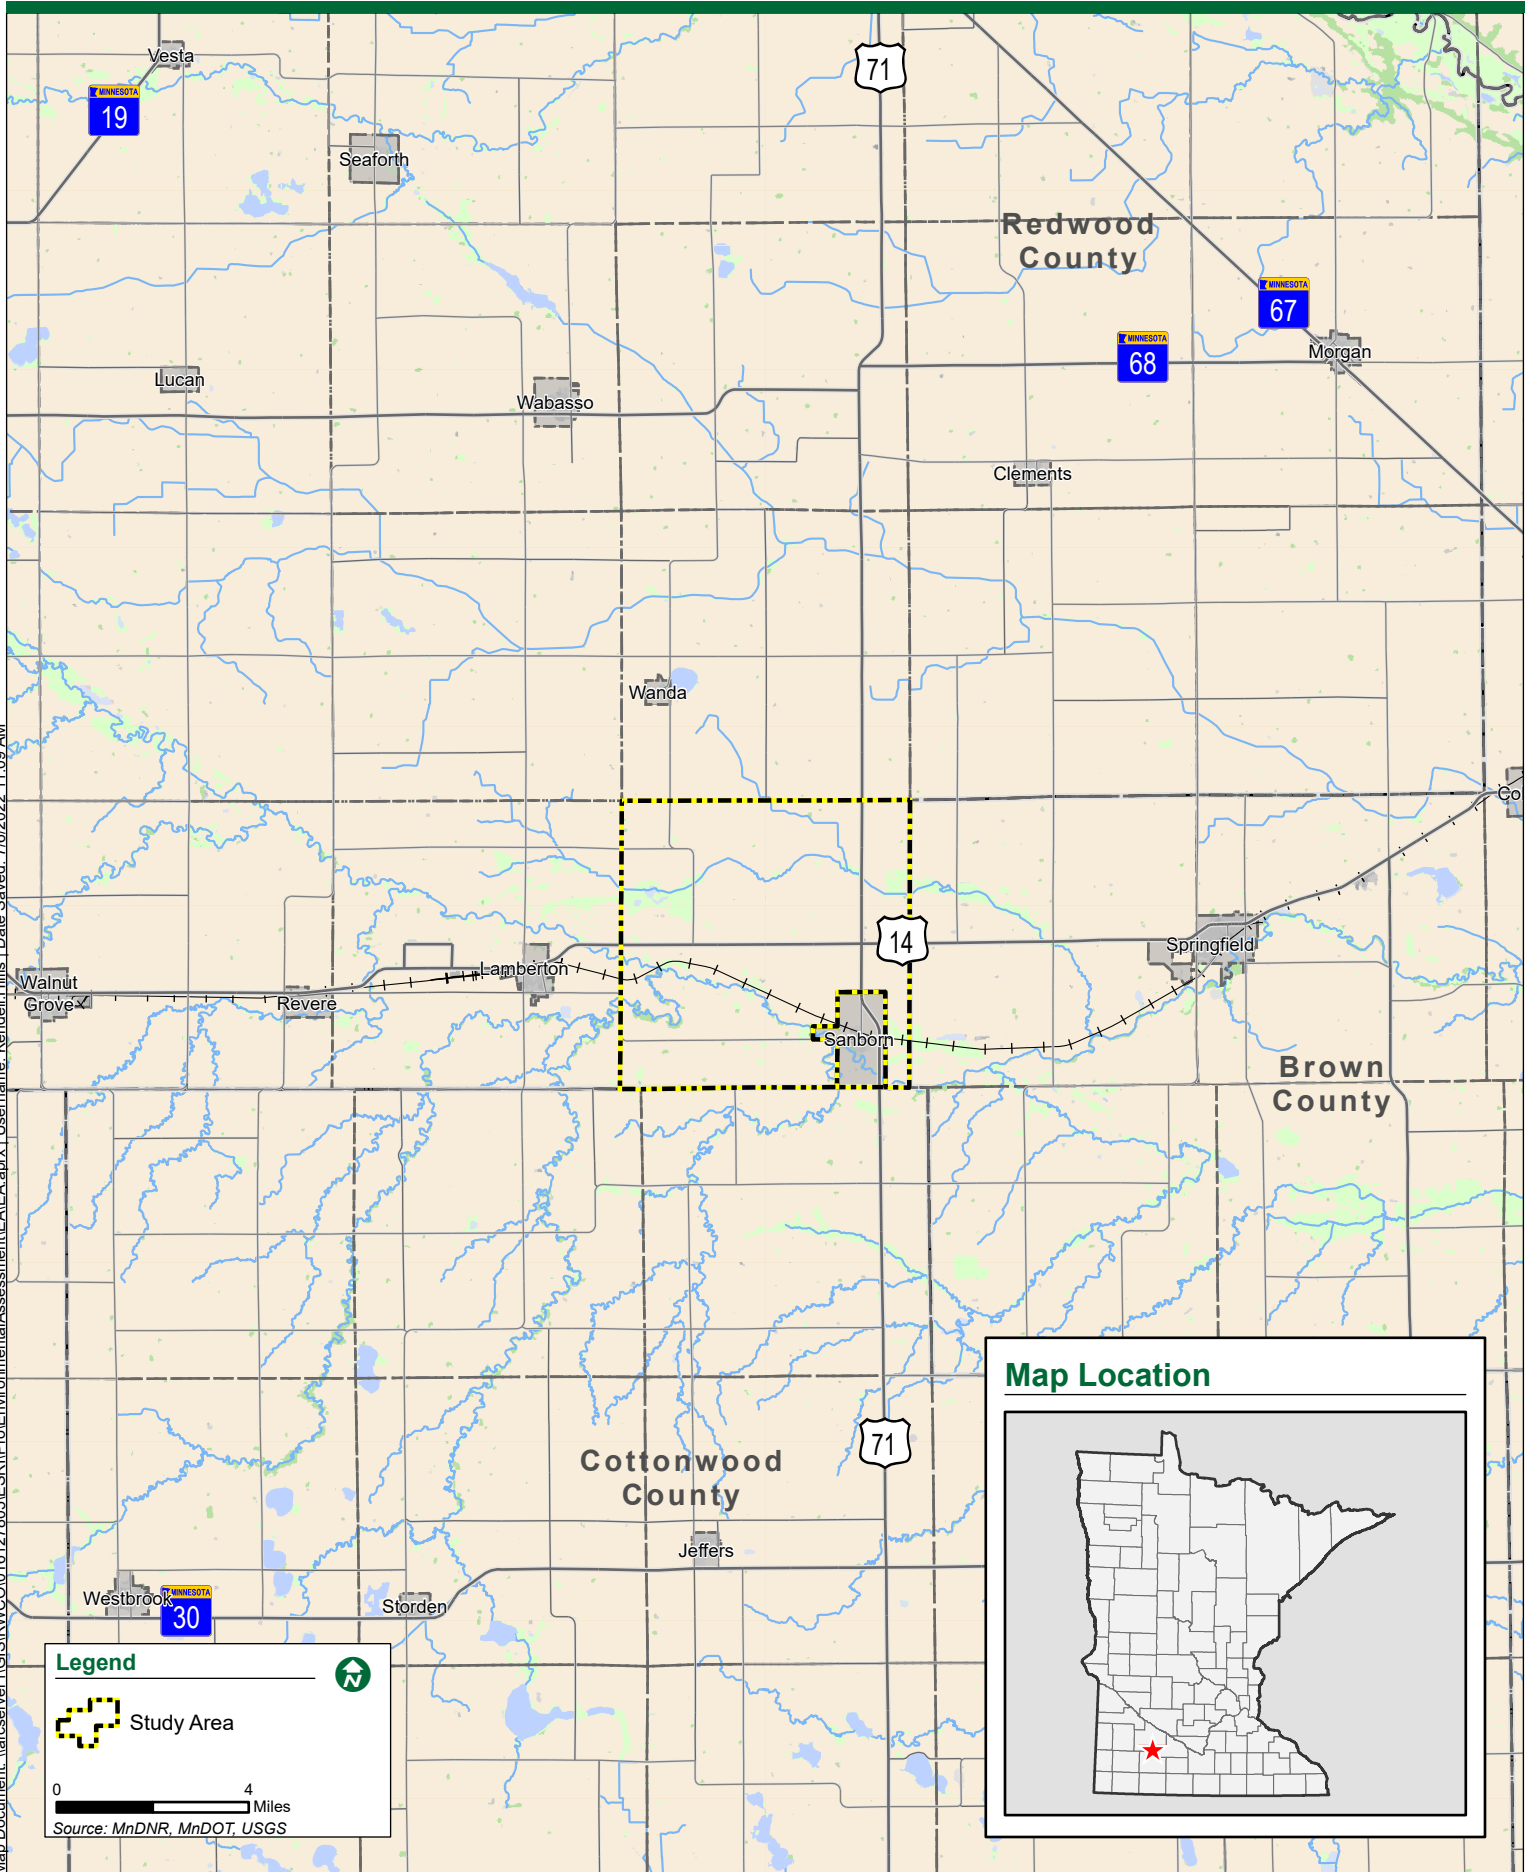 Vesta
71
MINNESOTA
19
Seaforth
Redwood
County
MINNESOTA
67
MINNESOTA
68
Morgan
Lucan
Wabasso
Clements
Wanda
Co
14
Springfield
Lamberton
Walnut
Grove
Revere
Sanborn
Brown
County
Map Location
71
Cottonwood
County
Jeffers
Westbrook
MINNESOTA
30
Storden
Legend
N
Study Area
0 4
Miles
Source: MnDNR, MnDOT, USGS